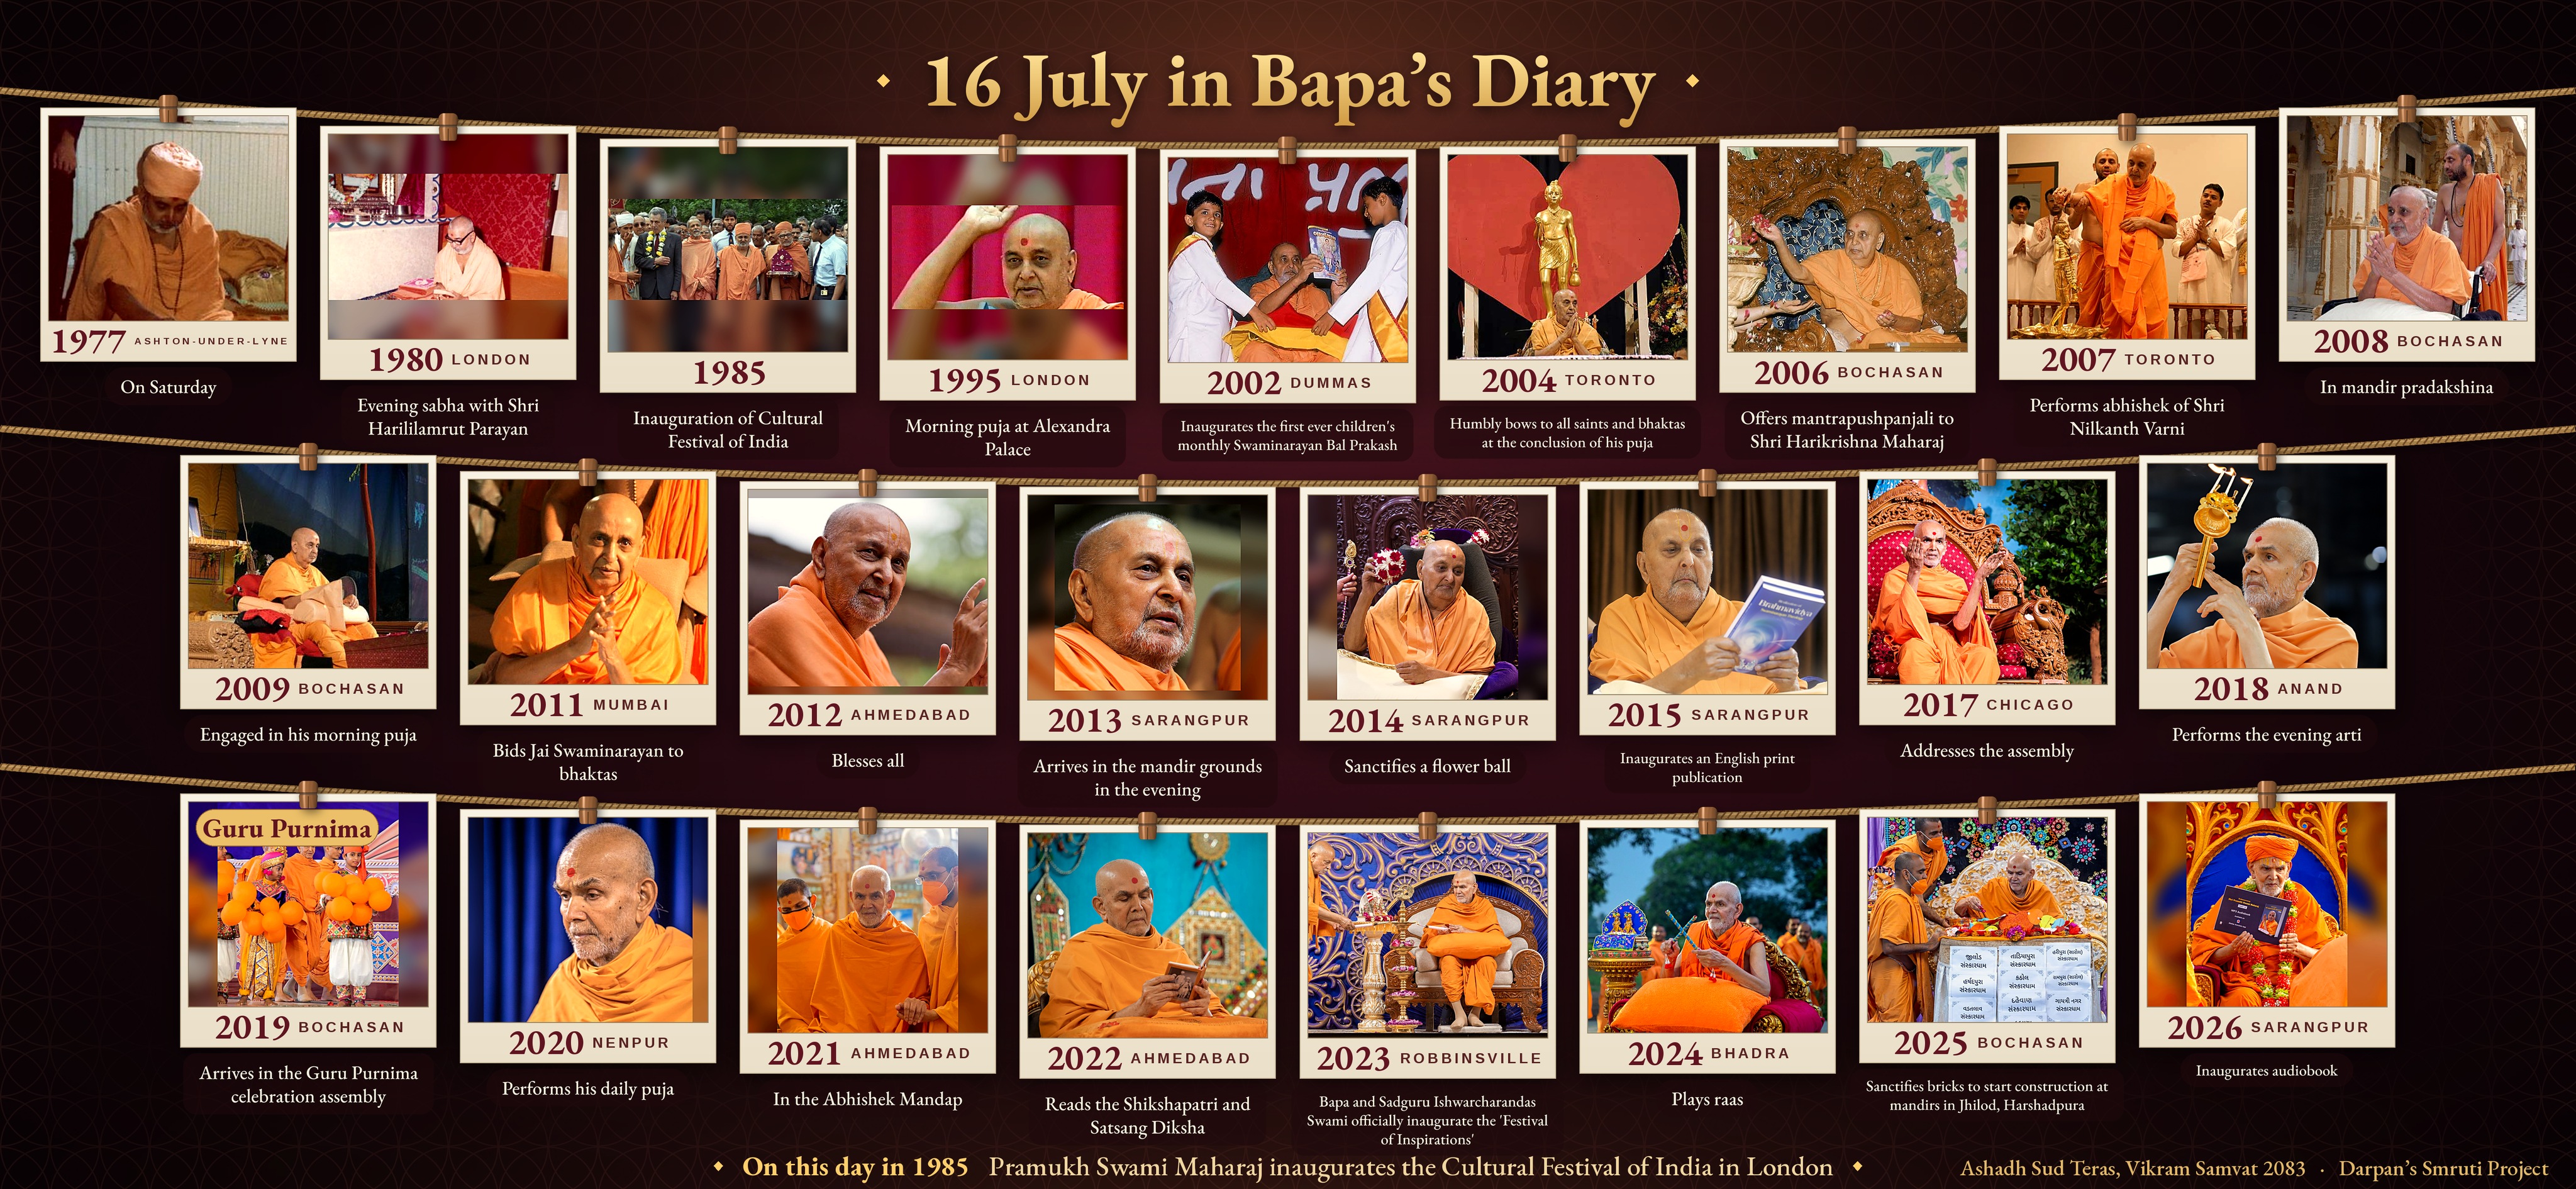 16 July in Bapa's Diary
1977 ASHTON-UNDER-LYNE
On Saturday
1980 LONDON
Evening sabha with Shri
Harililamrut Parayan
1985
Inauguration of Cultural
Festival of India
1995 LONDON
Morning puja at Alexandra
Palace
2002 DUMMAS
Inaugurates the first ever children's
monthly Swaminarayan Bal Prakash
2004 TORONTO
Humbly bows to all saints and bhaktas
at the conclusion of his puja
2006 BOCHASAN
Offers mantrapushpanjali to
Shri Harikrishna Maharaj
2007 TORONTO
Performs abhishek of Shri
Nilkanth Varni
2008 BOCHASAN
In mandir pradakshina
2009 BOCHASAN
Engaged in his morning puja
2011 MUMBAI
Bids Jai Swaminarayan to
bhaktas
2012 AHMEDABAD
Blesses all
2013 SARANGPUR
Arrives in the mandir grounds
in the evening
2014 SARANGPUR
Sanctifies a flower ball
Brahmavidya
2015 SARANGPUR
Inaugurates an English print
publication
2017 CHICAGO
Addresses the assembly
2018 ANAND
Performs the evening arti
Guru Purnima
2019 BOCHASAN
Arrives in the Guru Purnima
celebration assembly
2020 NENPUR
Performs his daily puja
2021 AHMEDABAD
In the Abhishek Mandap
2022 AHMEDABAD
Reads the Shikshapatri and
Satsang Diksha
2023 ROBBINSVILLE
Bapa and Sadguru Ishwarcharandas
Swami officially inaugurate the 'Festival
of Inspirations'
2024 BHADRA
Plays raas
2025 BOCHASAN
Sanctifies bricks to start construction at
mandirs in Jhilod, Harshadpura
2026 SARANGPUR
Inaugurates audiobook
On this day in 1985 Pramukh Swami Maharaj inaugurates the Cultural Festival of India in London
Ashadh Sud Teras, Vikram Samvat 2083 · Darpan's Smruti Project